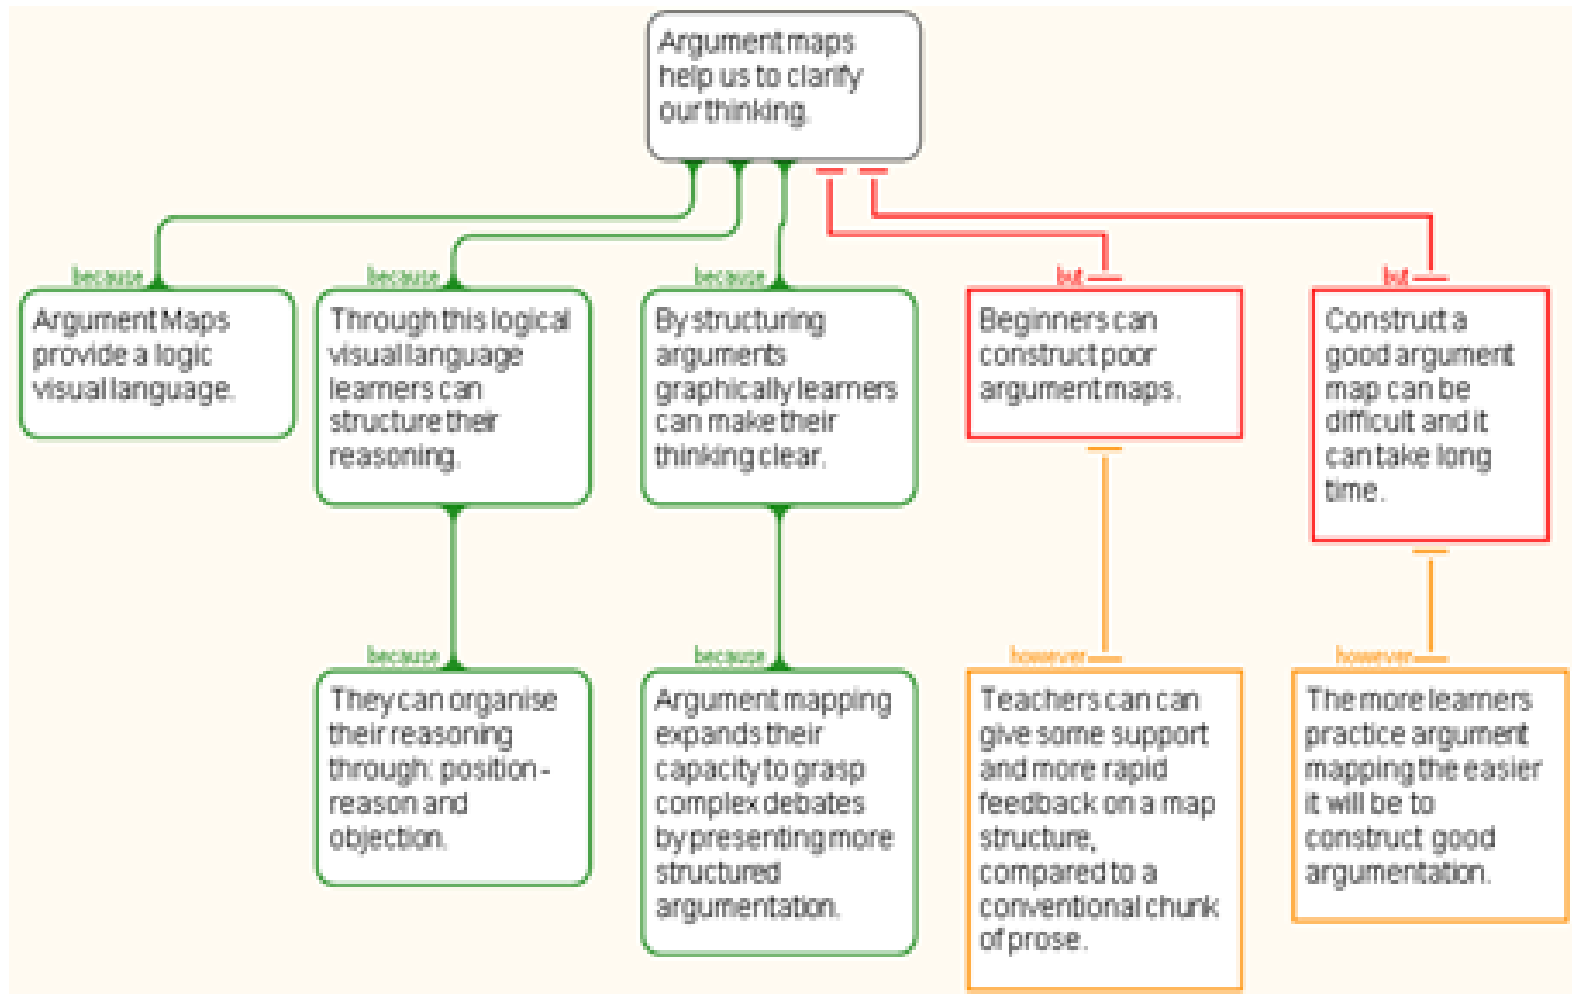 Argument maps
help us to clarify
our thinking.
because
Argument Maps
provide a logic
visual language.
because
Through this logical
visual language
learners can
structure their
reasoning.
because
By structuring
arguments
graphically learners
can make their
thinking clear.
but
Beginners can
construct poor
argument maps.
but
Construct a
good argument
map can be
difficult and it
can take long
time.
because
They can organise
their reasoning
through: position -
reason and
objection.
because
Argument mapping
expands their
capacity to grasp
complex debates
by presenting more
structured
argumentation.
however
Teachers can can
give some support
and more rapid
feedback on a map
structure,
compared to a
conventional chunk
of prose.
however
The more learners
practice argument
mapping the easier
it will be to
construct good
argumentation.